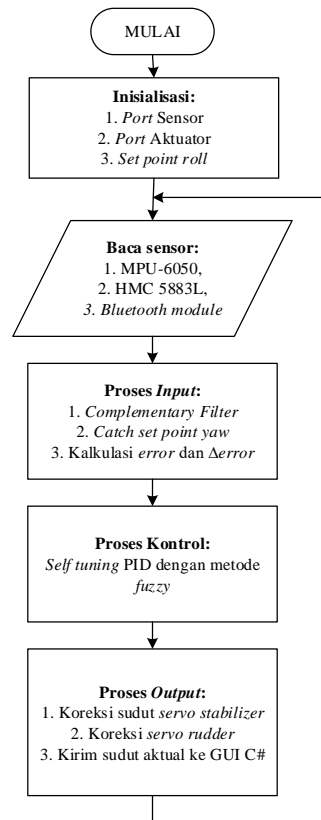 MULAI
Inisialisasi:
1. Port Sensor
2. Port Aktuator
3. Set point roll
Baca sensor:
1. MPU-6050,
2. HMC 5883L,
3. Bluetooth module
Proses Input:
1. Complementary Filter
2. Catch set point yaw
3. Kalkulasi error dan Δerror
Proses Kontrol:
Self tuning PID dengan metode
fuzzy
Proses Output:
1. Koreksi sudut servo stabilizer
2. Koreksi servo rudder
3. Kirim sudut aktual ke GUI C#